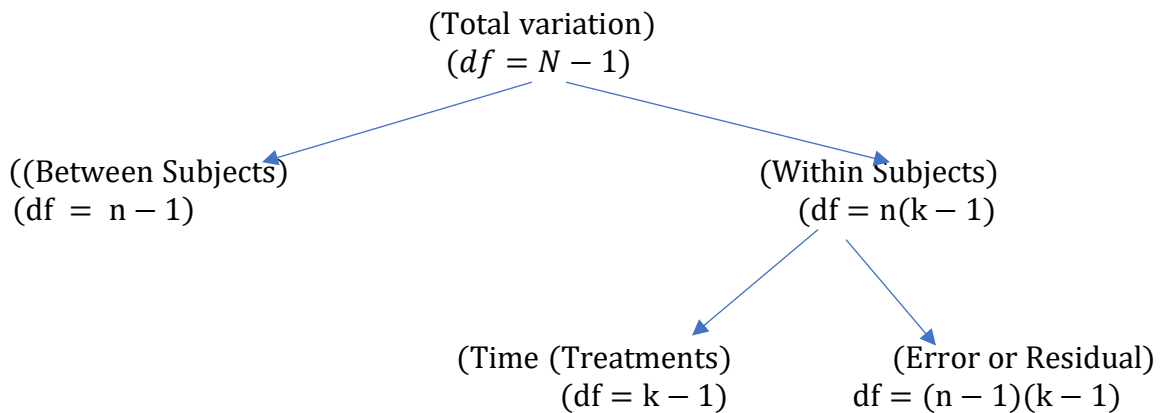 (Total variation)
(df = N − 1)
((Between Subjects)
(df = n − 1)
(Within Subjects)
(df = n(k − 1)
(Time (Treatments)
(df = k − 1)
(Error or Residual)
df = (n − 1)(k − 1)